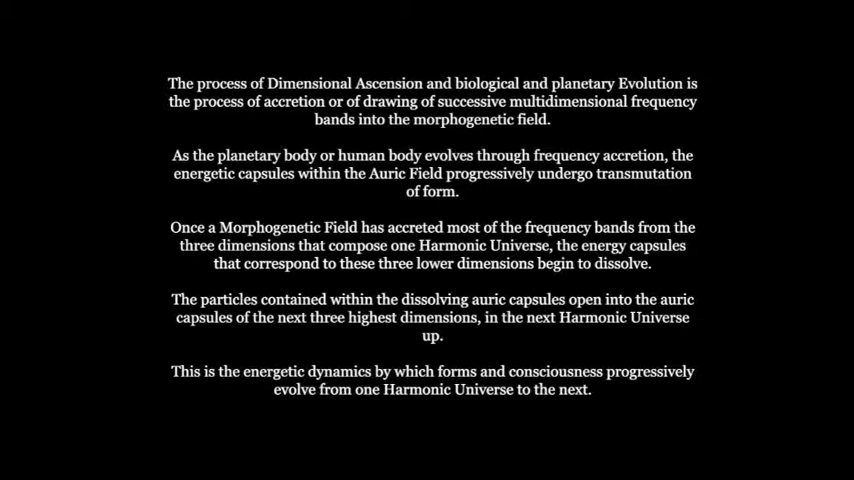 The process of Dimensional Ascension and biological and planetary Evolution is
the process of accretion or of drawing of successive multidimensional frequency
bands into the morphogenetic field.
As the planetary body or human body evolves through frequency accretion, the
energetic capsules within the Auric Field progressively undergo transmutation
of form.
Once a Morphogenetic Field has accreted most of the frequency bands from the
three dimensions that compose one Harmonic Universe, the energy capsules
that correspond to these three lower dimensions begin to dissolve.
The particles contained within the dissolving auric capsules open into the auric
capsules of the next three highest dimensions, in the next Harmonic Universe
up.
This is the energetic dynamics by which forms and consciousness progressively
evolve from one Harmonic Universe to the next.